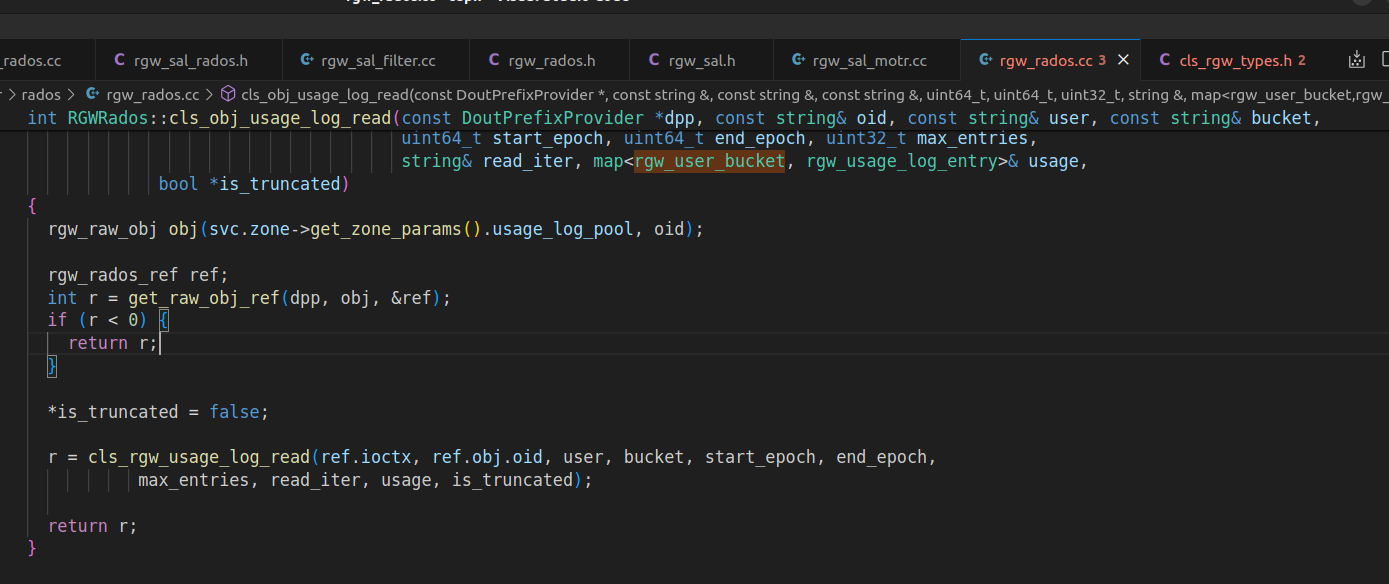 _rados.cc rgw_sal_rados.h rgw_sal_filter.cc rgw_rados.h rgw_sal.h rgw_sal_motr.cc rgw_rados.cc 3 cls_rgw_types.h 2
> rados > rgw_rados.cc > cls_obj_usage_log_read(const DoutPrefixProvider *, const string &, const string &, const string &, uint64_t, uint64_t, uint32_t, string &, map<rgw_user_bucket,rgw_
int RGWRados::cls_obj_usage_log_read(const DoutPrefixProvider *dpp, const string& oid, const string& user, const string& bucket,
uint64_t start_epoch, uint64_t end_epoch, uint32_t max_entries,
string& read_iter, map<rgw_user_bucket, rgw_usage_log_entry>& usage,
bool *is_truncated)
{
rgw_raw_obj obj(svc.zone->get_zone_params().usage_log_pool, oid);
rgw_rados_ref ref;
int r = get_raw_obj_ref(dpp, obj, &ref);
if (r < 0) {
return r;
}
*is_truncated = false;
r = cls_rgw_usage_log_read(ref.ioctx, ref.obj.oid, user, bucket, start_epoch, end_epoch,
max_entries, read_iter, usage, is_truncated);
return r;
}